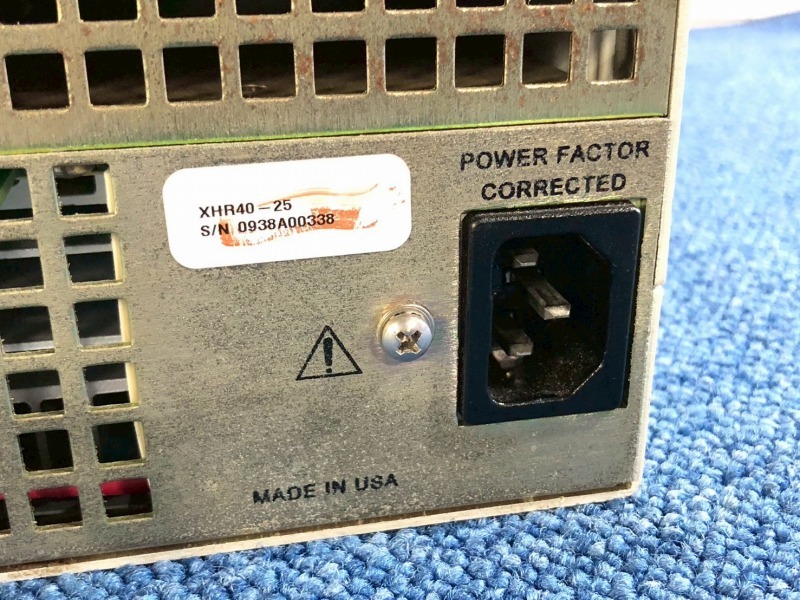 POWER FACTOR
CORRECTED
XHR40-25
S/N 0938A00338
MADE IN USA